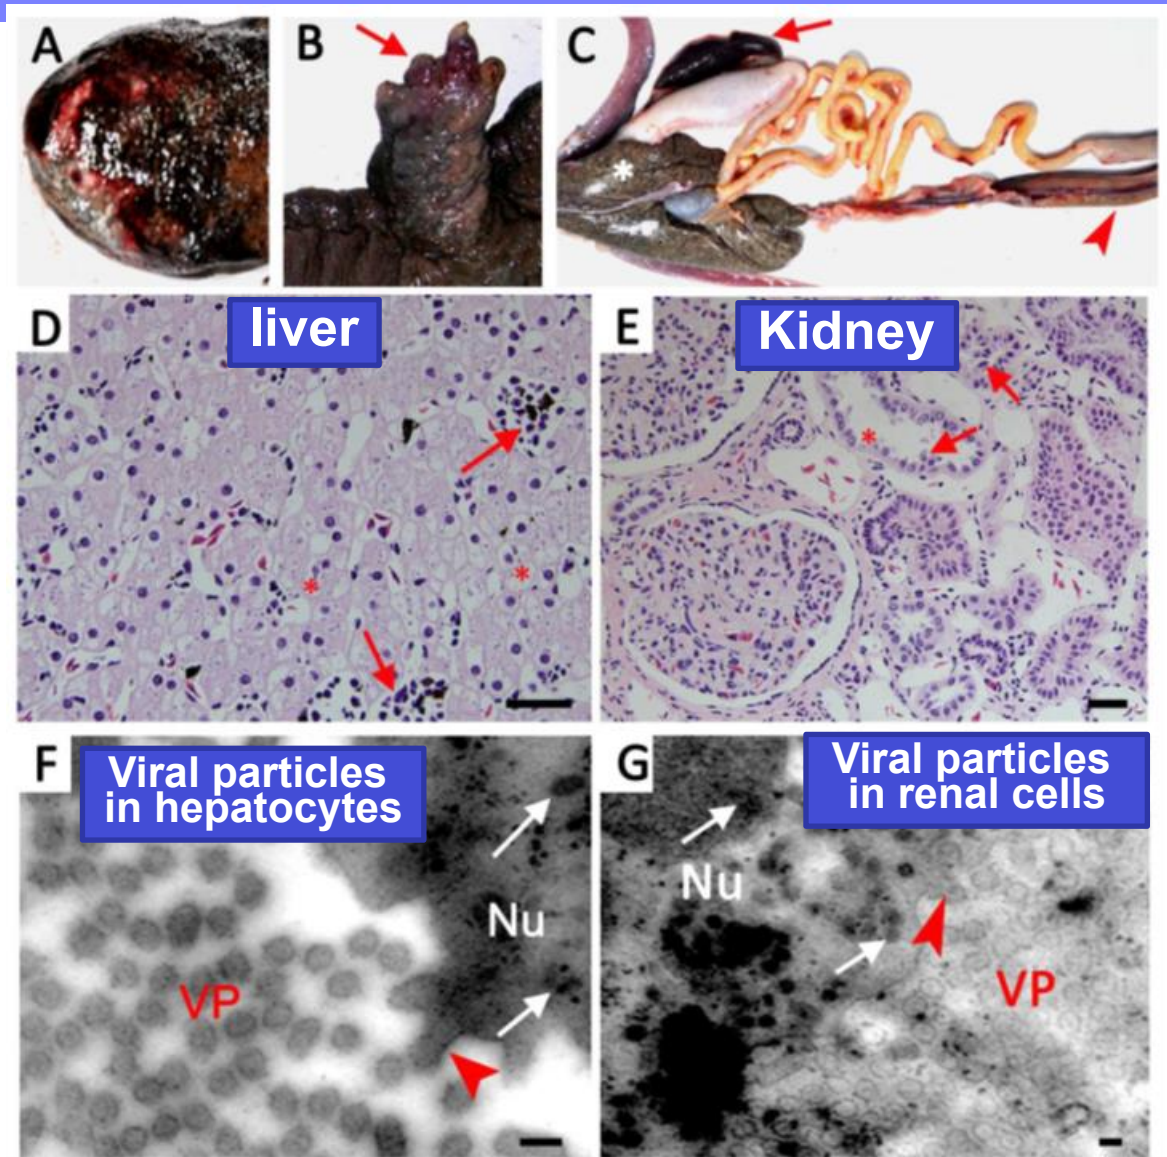 A
B
C
*
D
liver
*
*
E
Kidney
*
F
Viral particles
in hepatocytes
Nu
VP
G
Viral particles
in renal cells
Nu
VP